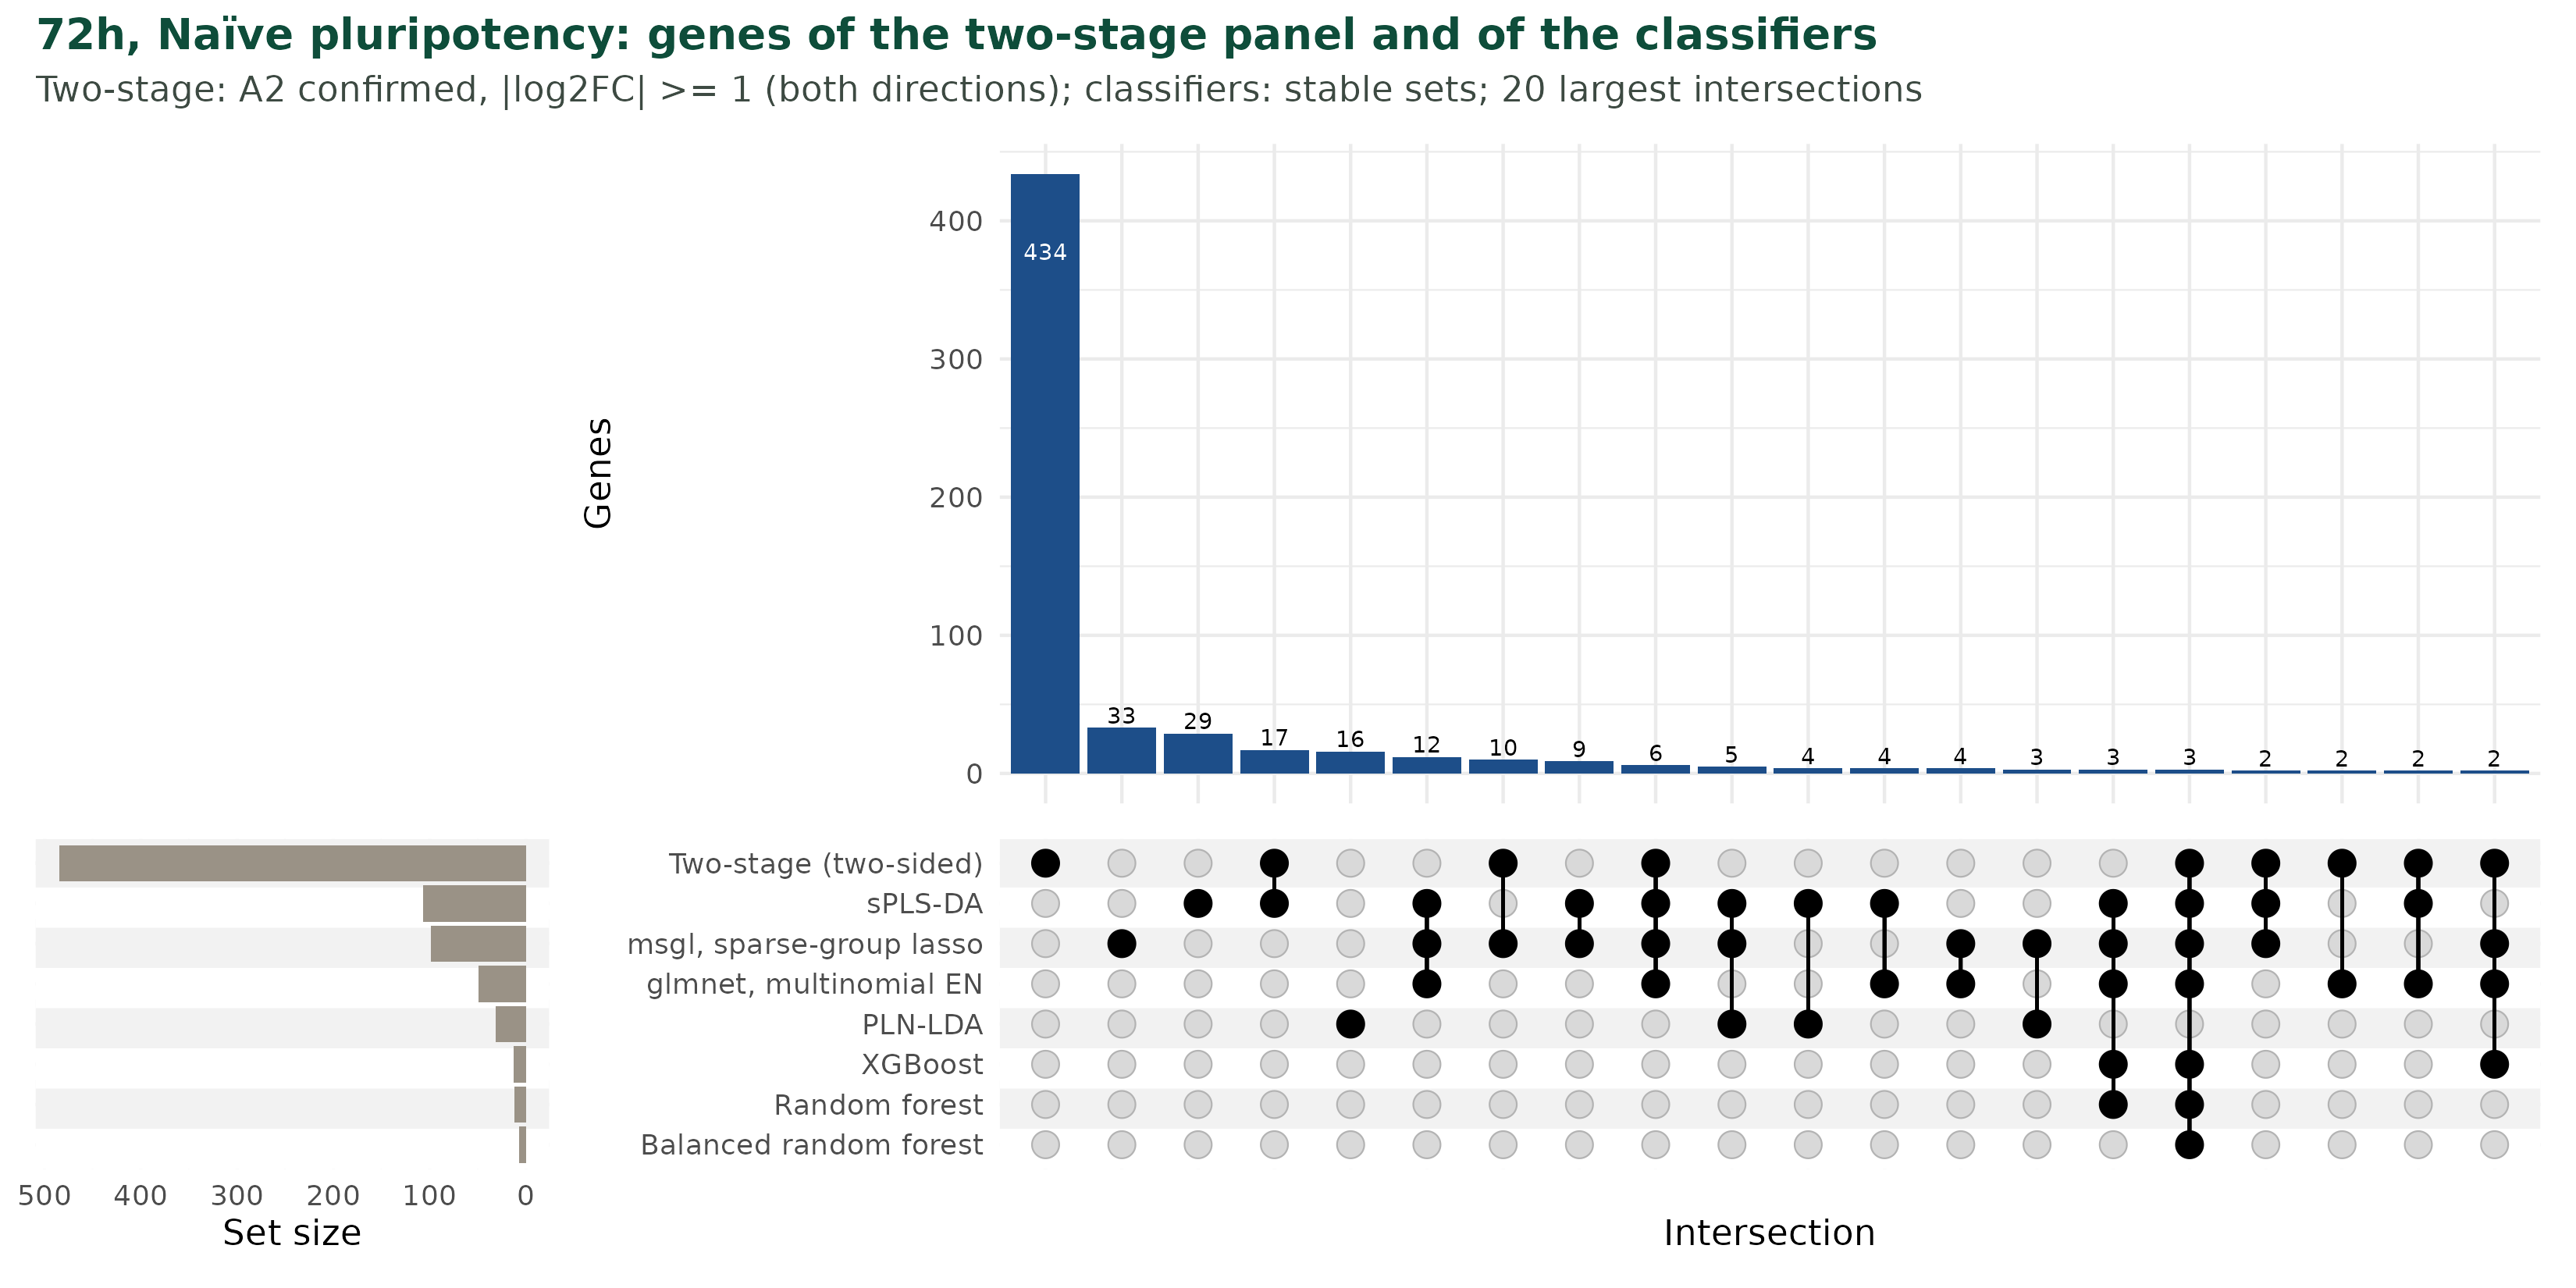 72h, Naïve pluripotency: genes of the two-stage panel and of the classifiers
Two-stage: A2 confirmed, |log2FC| >= 1 (both directions); classifiers: stable sets; 20 largest intersections
Genes
400
300
200
100
0
434
33
29
17
16
12
10
9
6
5
4
4
4
3
3
3
2
2
2
2
Two-stage (two-sided)
sPLS-DA
msgl, sparse-group lasso
glmnet, multinomial EN
PLN-LDA
XGBoost
Random forest
Balanced random forest
500 400 300 200 100 0
Set size
Intersection